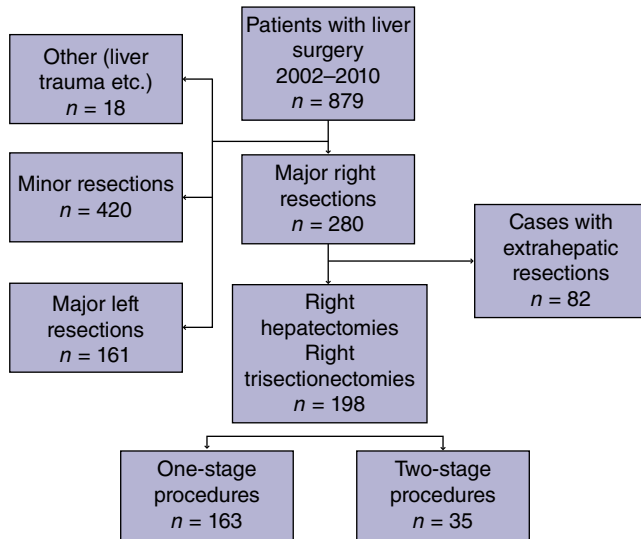 Patients with liver
surgery
2002–2010
n = 879
Other (liver
trauma etc.)
n = 18
Minor resections
n = 420
Major left
resections
n = 161
Major right
resections
n = 280
Cases with
extrahepatic
resections
n = 82
Right
hepatectomies
Right
trisectionectomies
n = 198
One-stage
procedures
n = 163
Two-stage
procedures
n = 35